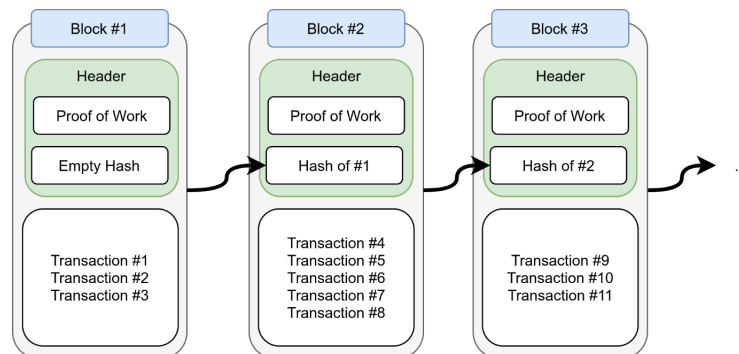 Block #1
Header
Proof of Work
Empty Hash
Transaction #1
Transaction #2
Transaction #3
Block #2
Header
Proof of Work
Hash of #1
Transaction #4
Transaction #5
Transaction #6
Transaction #7
Transaction #8
Block #3
Header
Proof of Work
Hash of #2
Transaction #9
Transaction #10
Transaction #11
.